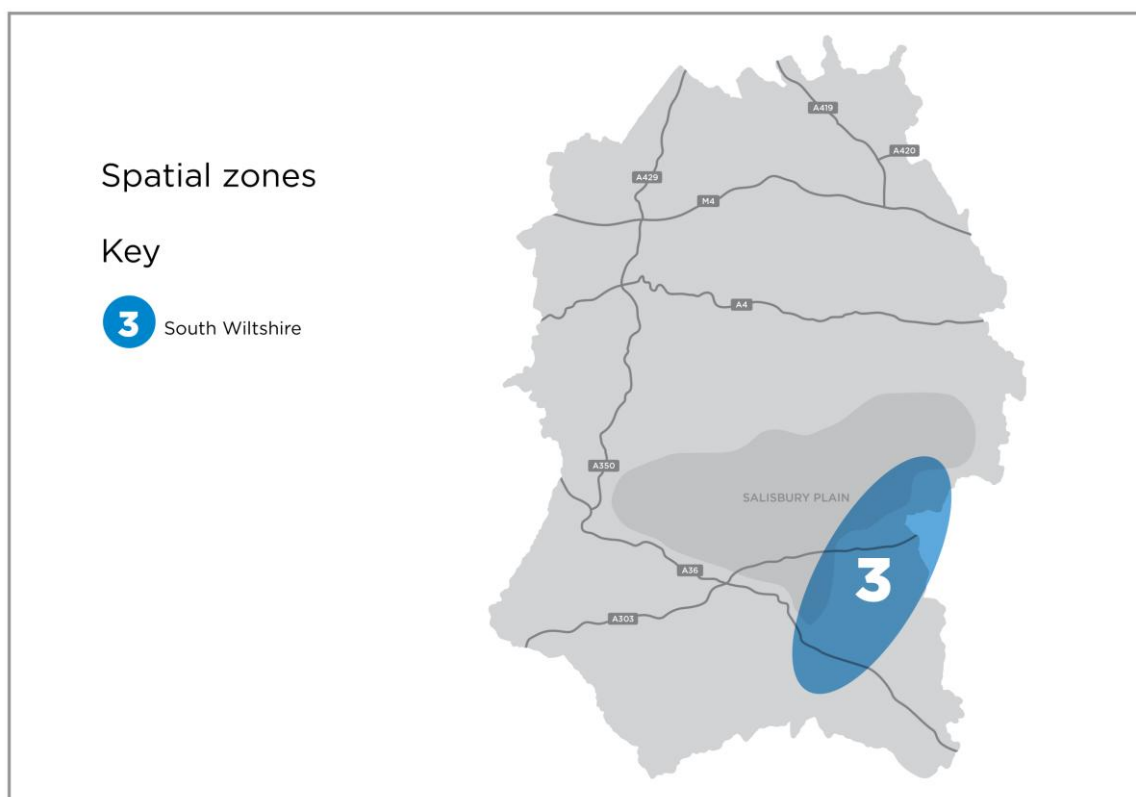 Spatial zones
Key
3 South Wiltshire
A419
A420
A429
M4
A4
A350
SALISBURY PLAIN
A36
3
A303